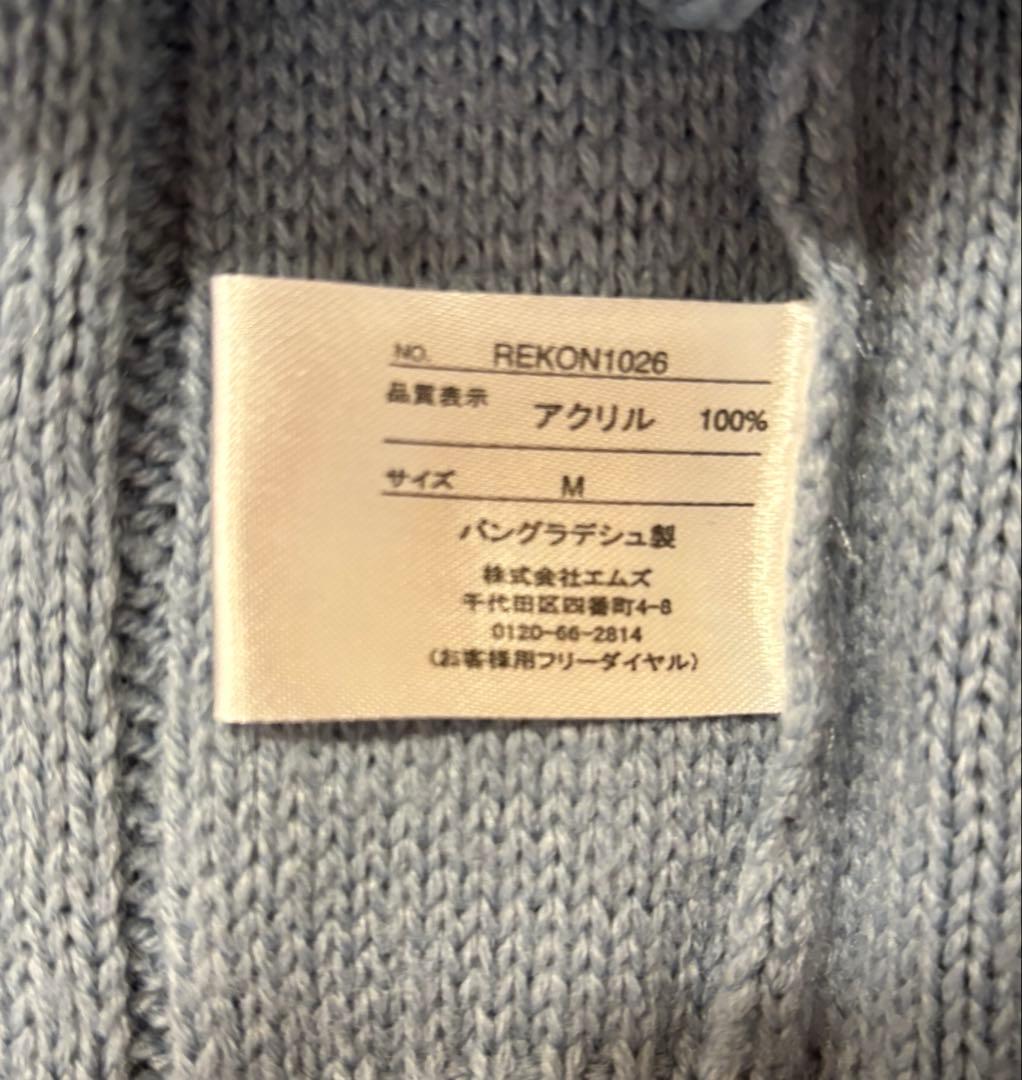 NO. REKON1026
品質表示 アクリル 100%
サイズ M
バングラデシュ製
株式会社エムズ
千代田区四番町4-8
0120-66-2814
(お客様用フリーダイヤル)